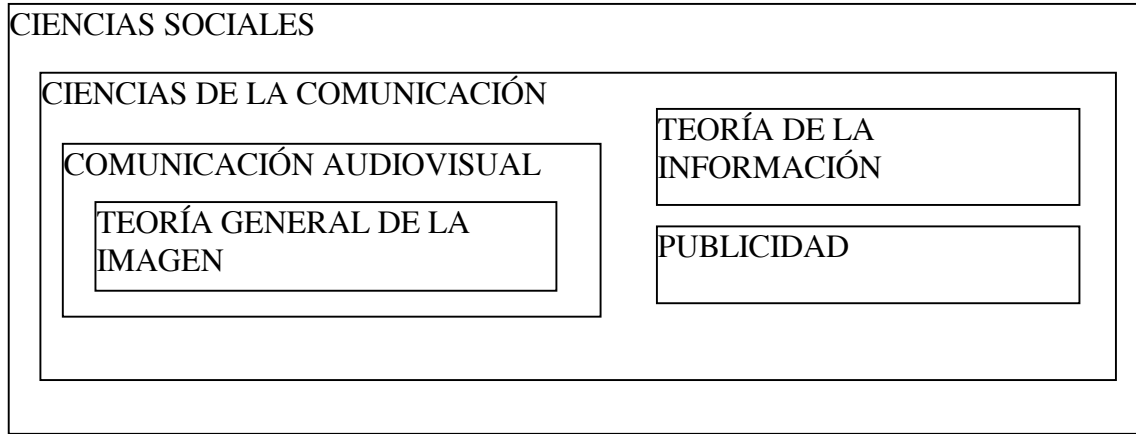 CIENCIAS SOCIALES
CIENCIAS DE LA COMUNICACIÓN
COMUNICACIÓN AUDIOVISUAL
TEORÍA GENERAL DE LA
IMAGEN
TEORÍA DE LA
INFORMACIÓN
PUBLICIDAD